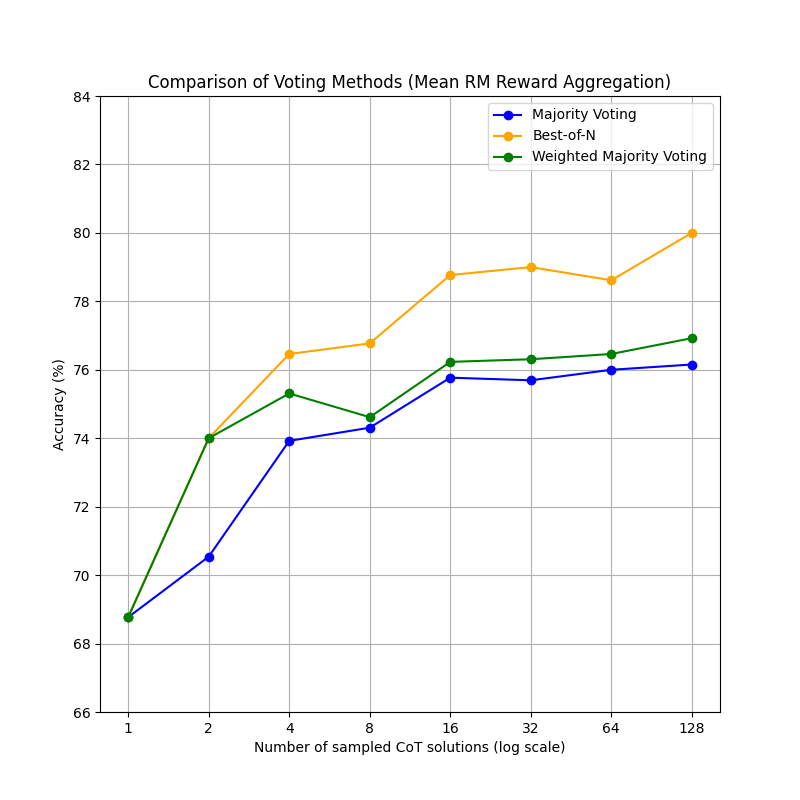 Comparison of Voting Methods (Mean RM Reward Aggregation)
84
82
80
78
76
74
72
70
68
66
Accuracy (%)
Majority Voting
Best-of-N
Weighted Majority Voting
1 2 4 8 16 32 64 128
Number of sampled CoT solutions (log scale)